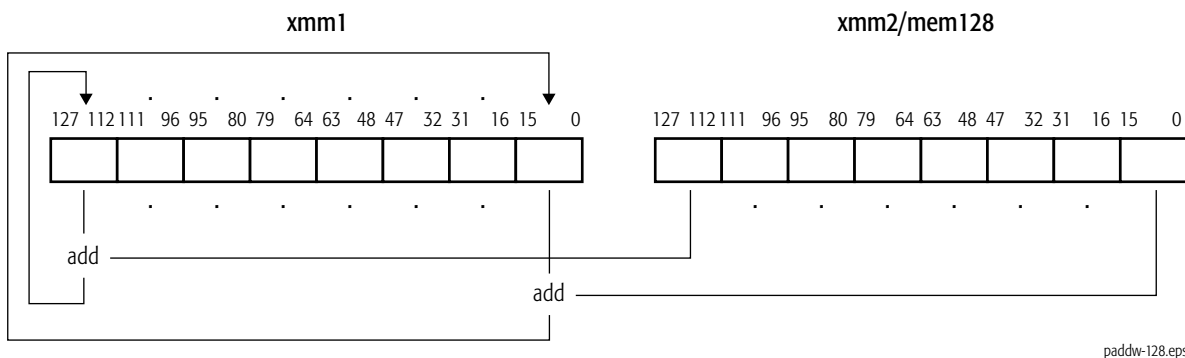 xmm1 xmm2/mem128
. . . . . .
127 112 111 96 95 80 79 64 63 48 47 32 31 16 15 0 127 112 111 96 95 80 79 64 63 48 47 32 31 16 15 0
. . . . . . . . . . . .
add
add
paddw-128.eps